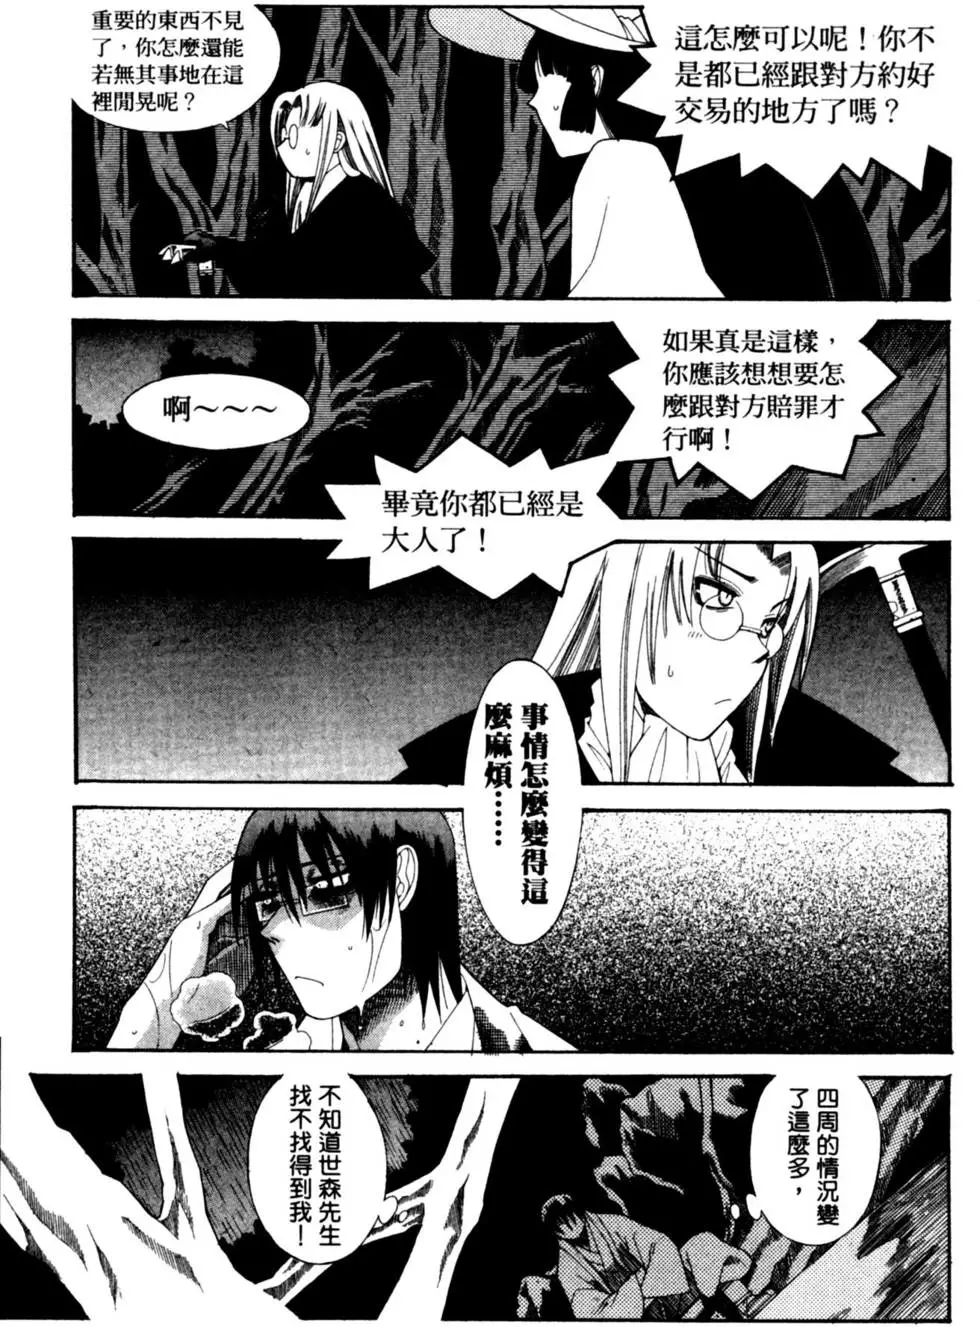 這怎麼可以呢！你不
是都已經跟對方約好
交易的地方了嗎？
重要的東西不見
了，你怎麼還能
若無其事地在這
裡閒晃呢？
如果真是這樣，
你應該想想要怎
麼跟對方賠罪才
行啊！
啊～～～～
畢竟你都已經是
大人了！
事情怎麼變得這
麼麻煩……
四周的情況變
了這麼多，
不知道世森先生
找不找得到我！